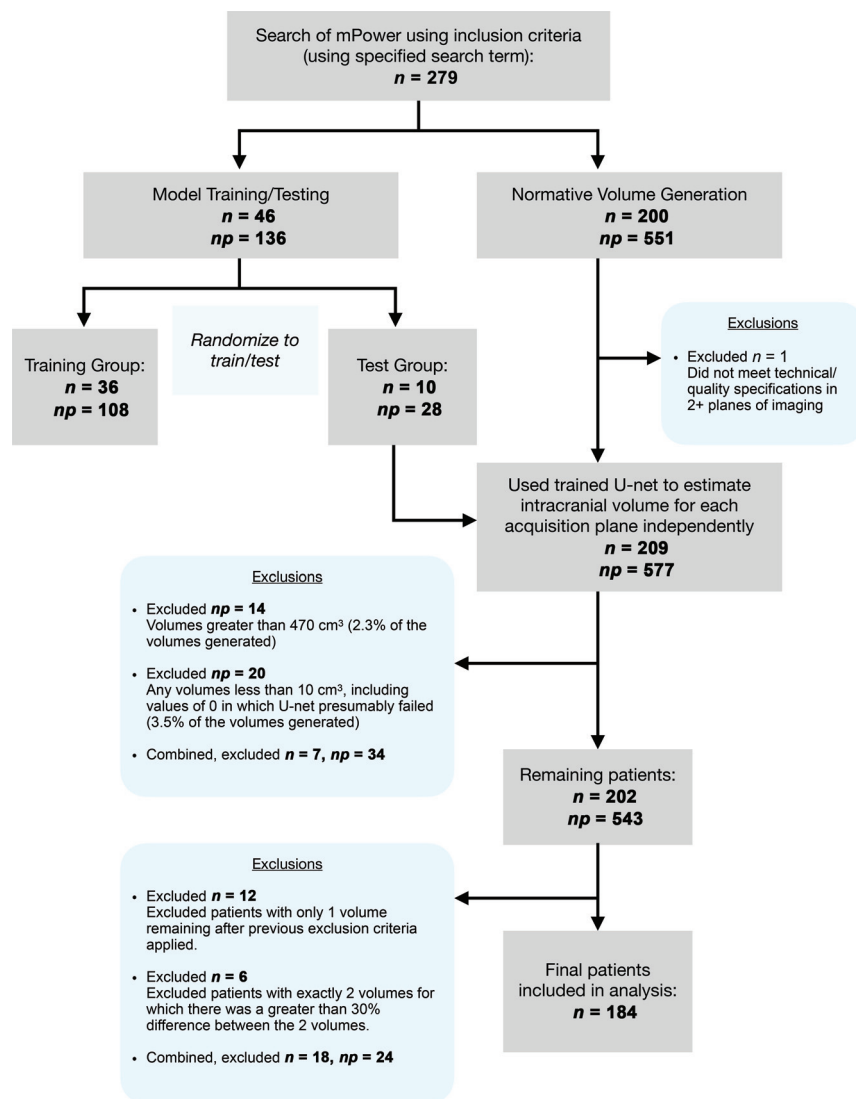 Search of mPower using inclusion criteria
(using specified search term):
n = 279
Model Training/Testing
n = 46
np = 136
Normative Volume Generation
n = 200
np = 551
Training Group:
n = 36
np = 108
Randomize to
train/test
Test Group:
n = 10
np = 28
Exclusions
• Excluded n = 1
Did not meet technical/
quality specifications in
2+ planes of imaging
Used trained U-net to estimate
intracranial volume for each
acquisition plane independently
n = 209
np = 577
Exclusions
• Excluded np = 14
Volumes greater than 470 cm³ (2.3% of the
volumes generated)
• Excluded np = 20
Any volumes less than 10 cm³, including
values of 0 in which U-net presumably failed
(3.5% of the volumes generated)
• Combined, excluded n = 7, np = 34
Remaining patients:
n = 202
np = 543
Exclusions
• Excluded n = 12
Excluded patients with only 1 volume
remaining after previous exclusion criteria
applied.
• Excluded n = 6
Excluded patients with exactly 2 volumes for
which there was a greater than 30%
difference between the 2 volumes.
• Combined, excluded n = 18, np = 24
Final patients
included in analysis:
n = 184